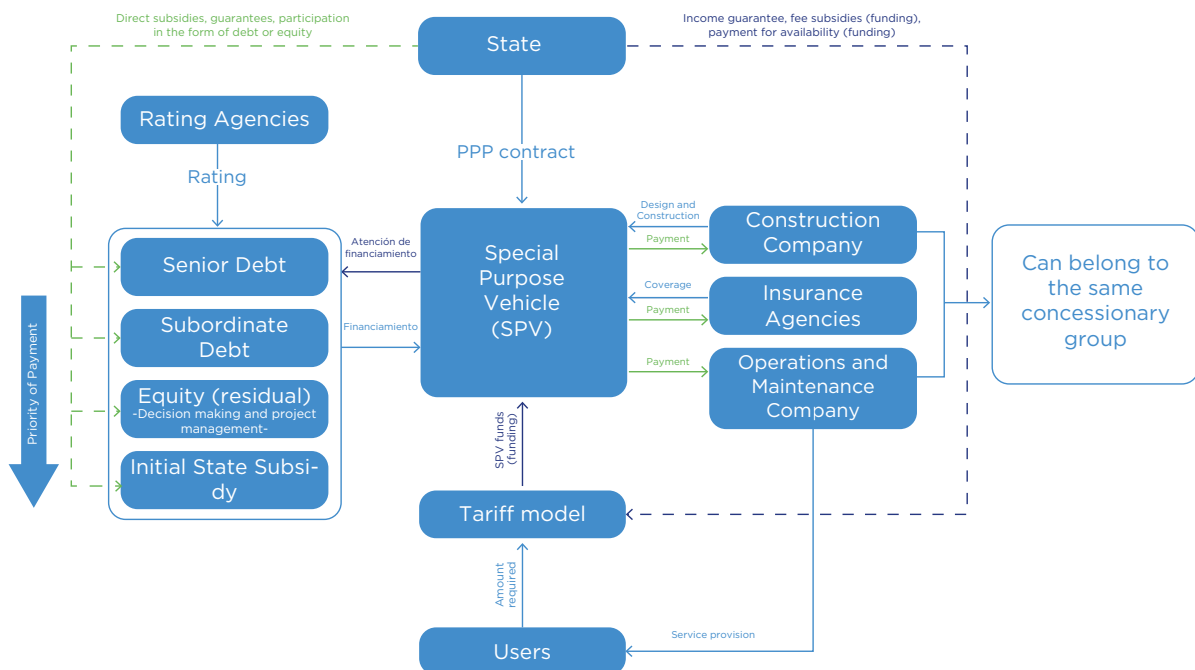 Direct subsidies, guarantees, participation
in the form of debt or equity
State
Income guarantee, fee subsidies (funding),
payment for availability (funding)
Rating Agencies
Rating
PPP contract
Priority of Payment
Senior Debt
Subordinate
Debt
Equity (residual)
-Decision making and project
management-
Initial State Subsi-
dy
Atención de
financiamiento
Financiamiento
Special
Purpose
Vehicle
(SPV)
Design and
Construction
Payment
Coverage
Payment
Payment
Construction
Company
Insurance
Agencies
Operations and
Maintenance
Company
Can belong to
the same
concessionary
group
SPV funds
(funding)
Tariff model
Amount
required
Users
Service provision